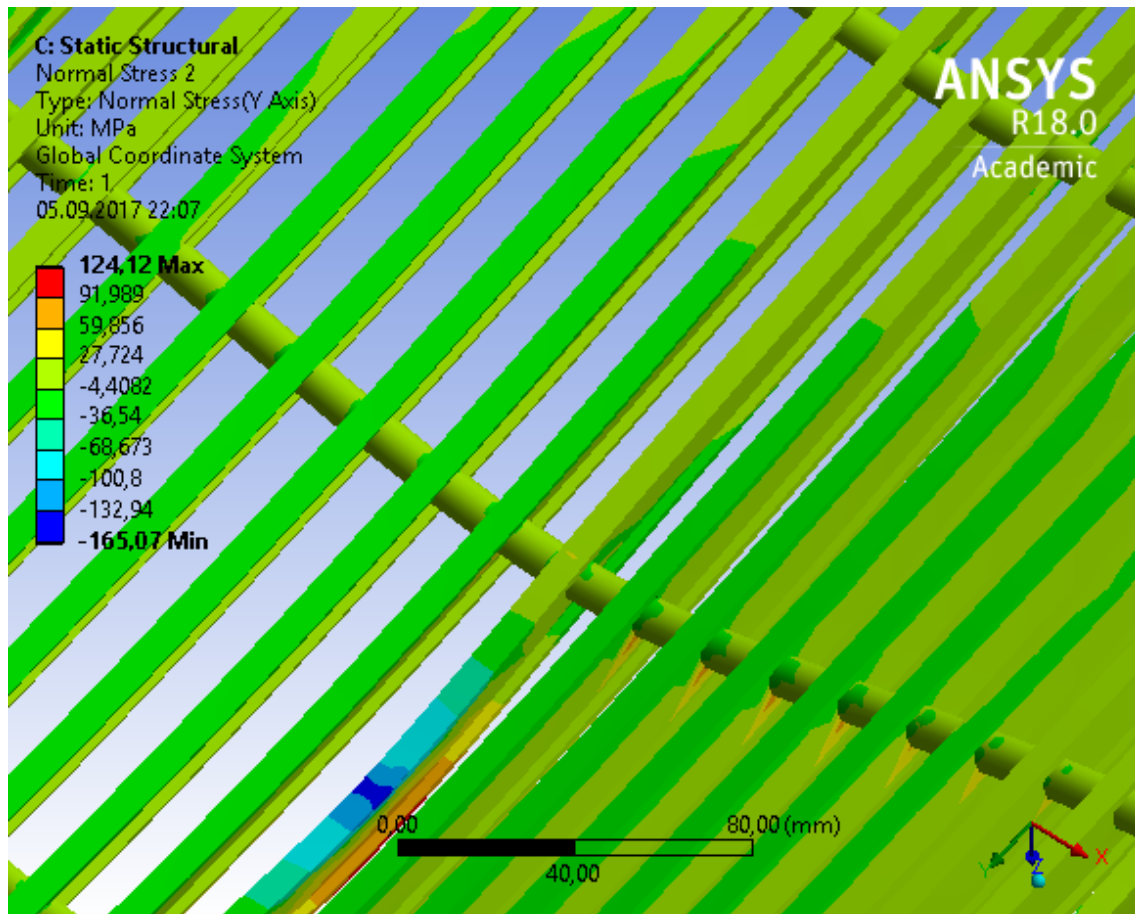 C: Static Structural
Normal Stress 2
Type: Normal Stress(Y Axis)
Unit: MPa
Global Coordinate System
Time: 1
05.09.2017 22:07
ANSYS
R18.0
Academic
124,12 Max
91,989
59,856
27,724
-4,4082
-36,54
-68,673
-100,8
-132,94
-165,07 Min
0,00
80,00 (mm)
40,00
Y
Z
X